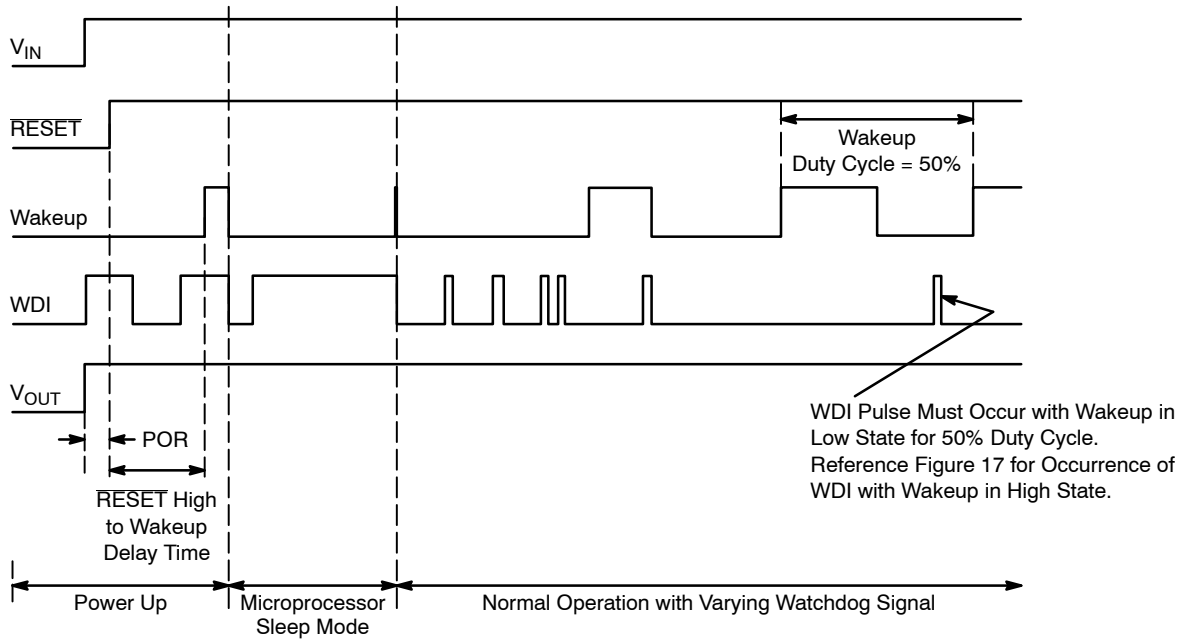 VIN
RESET
Wakeup
Duty Cycle = 50%
Wakeup
WDI
VOUT
POR
RESET High
to Wakeup
Delay Time
WDI Pulse Must Occur with Wakeup in
Low State for 50% Duty Cycle.
Reference Figure 17 for Occurrence of
WDI with Wakeup in High State.
Power Up
Microprocessor
Sleep Mode
Normal Operation with Varying Watchdog Signal